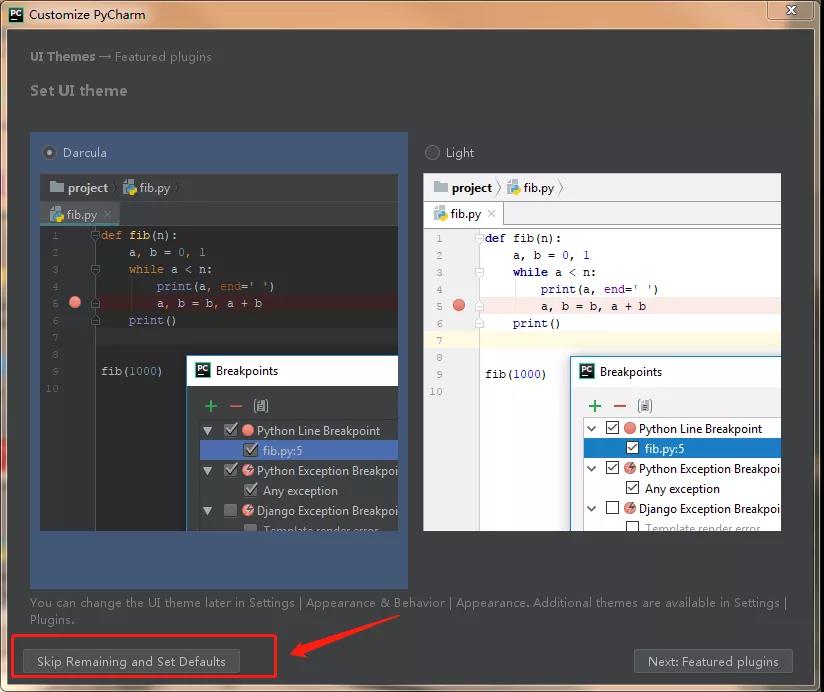 PC Customize PyCharm
UI Themes → Featured plugins
Set UI theme
Darcula
project fib.py
fib.py
1 def fib(n):
2 a, b = 0, 1
3 while a < n:
4 print(a, end=' ')
5 a, b = b, a + b
6 print()
7
8
9 fib(1000)
10
PC Breakpoints
Python Line Breakpoint
fib.py:5
Python Exception Breakpoi
Any exception
Django Exception Breakpoi
Template render error
Light
project fib.py
fib.py
1 def fib(n):
2 a, b = 0, 1
3 while a < n:
4 print(a, end=' ')
5 a, b = b, a + b
6 print()
7
8
9 fib(1000)
10
PC Breakpoints
Python Line Breakpoint
fib.py:5
Python Exception Breakpoi
Any exception
Django Exception Breakpoi
Template render error
You can change the UI theme later in Settings | Appearance & Behavior | Appearance. Additional themes are available in Settings |
Plugins.
Skip Remaining and Set Defaults
Next: Featured plugins